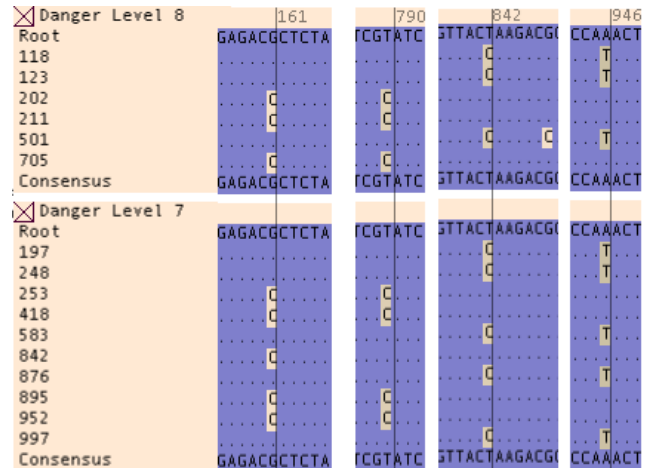 Danger Level 8 161 790 842 946
Root GAGACGCTCTA TCGTATC GTTACTAAGACG CCAAACT
118 C T
123 C T
202 C C
211 C C
501 C C T
705 C C
Consensus GAGACGCTCTA TCGTATC GTTACTAAGACG CCAAACT
Danger Level 7
Root GAGACGCTCTA TCGTATC GTTACTAAGACG CCAAACT
197 C T
248 C T
253 C C
418 C C
583 C T
842 C
876 C T
895 C C
952 C C
997 C T
Consensus GAGACGCTCTA TCGTATC GTTACTAAGACG CCAAACT